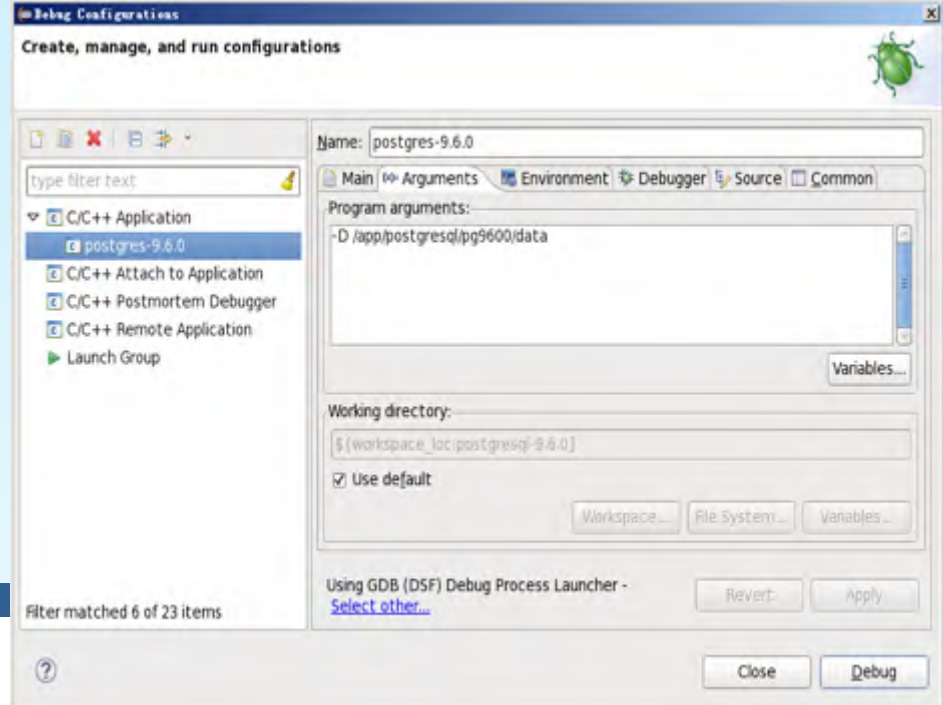 Debug Configurations
Create, manage, and run configurations
Name: postgres-9.6.0
type filter text
Main Arguments Environment Debugger Source Common
Program arguments:
-D /app/postgresql/pg9600/data
C/C++ Application
postgres-9.6.0
C/C++ Attach to Application
C/C++ Postmortem Debugger
C/C++ Remote Application
Launch Group
Variables...
Working directory:
${workspace_loc:postgresql-9.6.0}
Use default
Workspace... File System... Variables...
Using GDB (DSF) Debug Process Launcher -
Select other...
Revert Apply
Filter matched 6 of 23 items
Close Debug